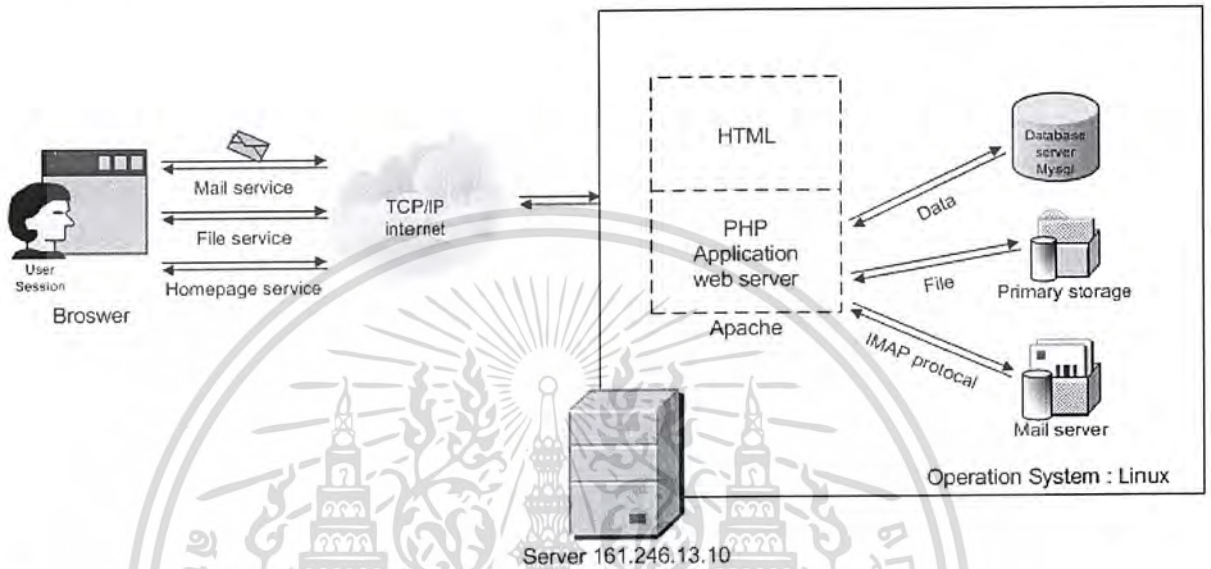 Mail service
File service
Homepage service
User
Session
Broswer
TCP/IP
internet
HTML
PHP
Application
web server
Apache
Data
File
IMAP protocal
Database
server
Mysql
Primary storage
Mail server
Operation System : Linux
Server 161.246.13.10